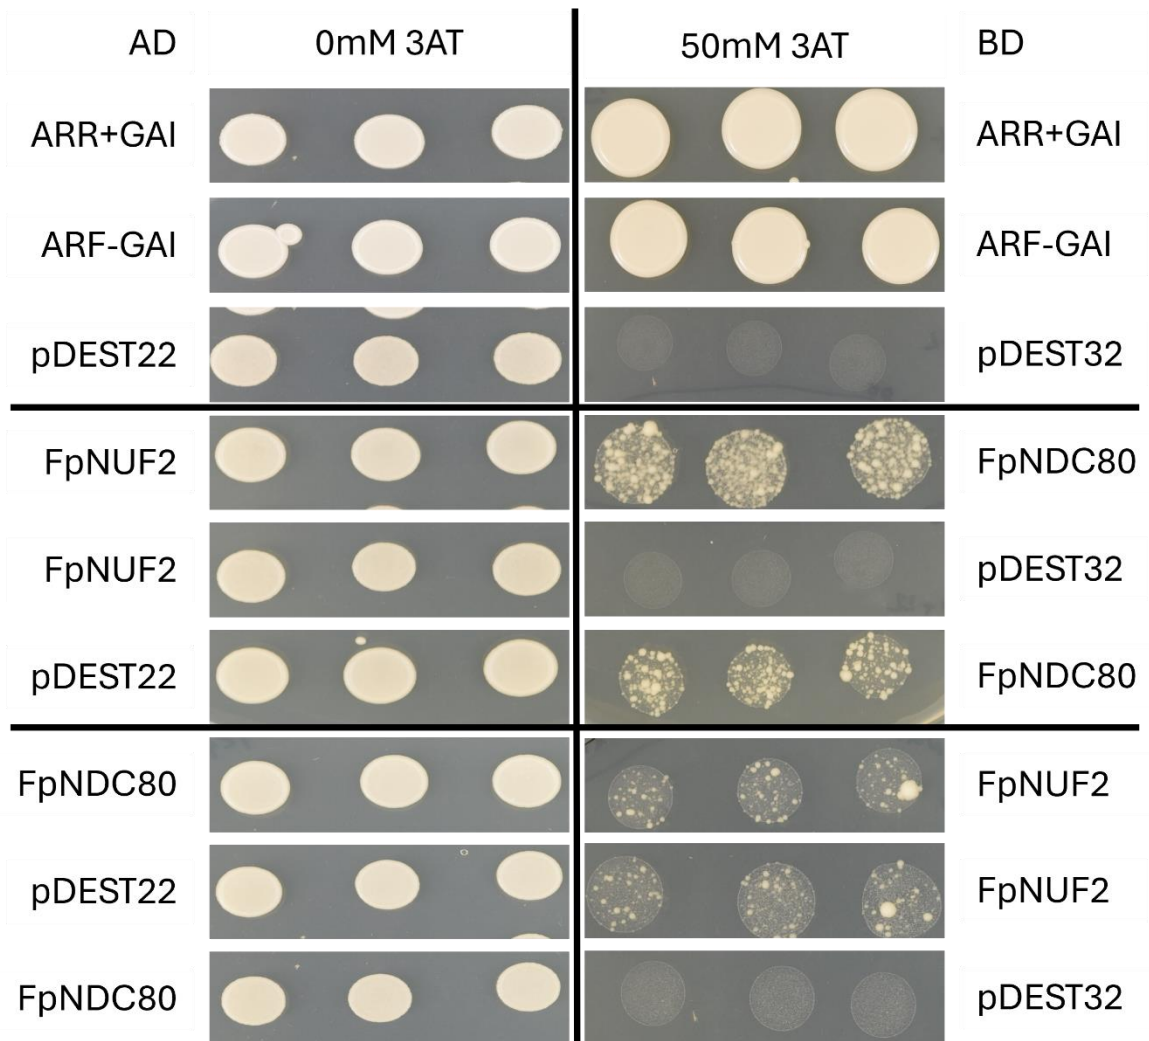 AD 0mM 3AT 50mM 3AT BD
ARR+GAI ARR+GAI
ARF-GAI ARF-GAI
pDEST22 pDEST32
FpNUF2 FpNDC80
FpNUF2 pDEST32
pDEST22 FpNDC80
FpNDC80 FpNUF2
pDEST22 FpNUF2
FpNDC80 pDEST32